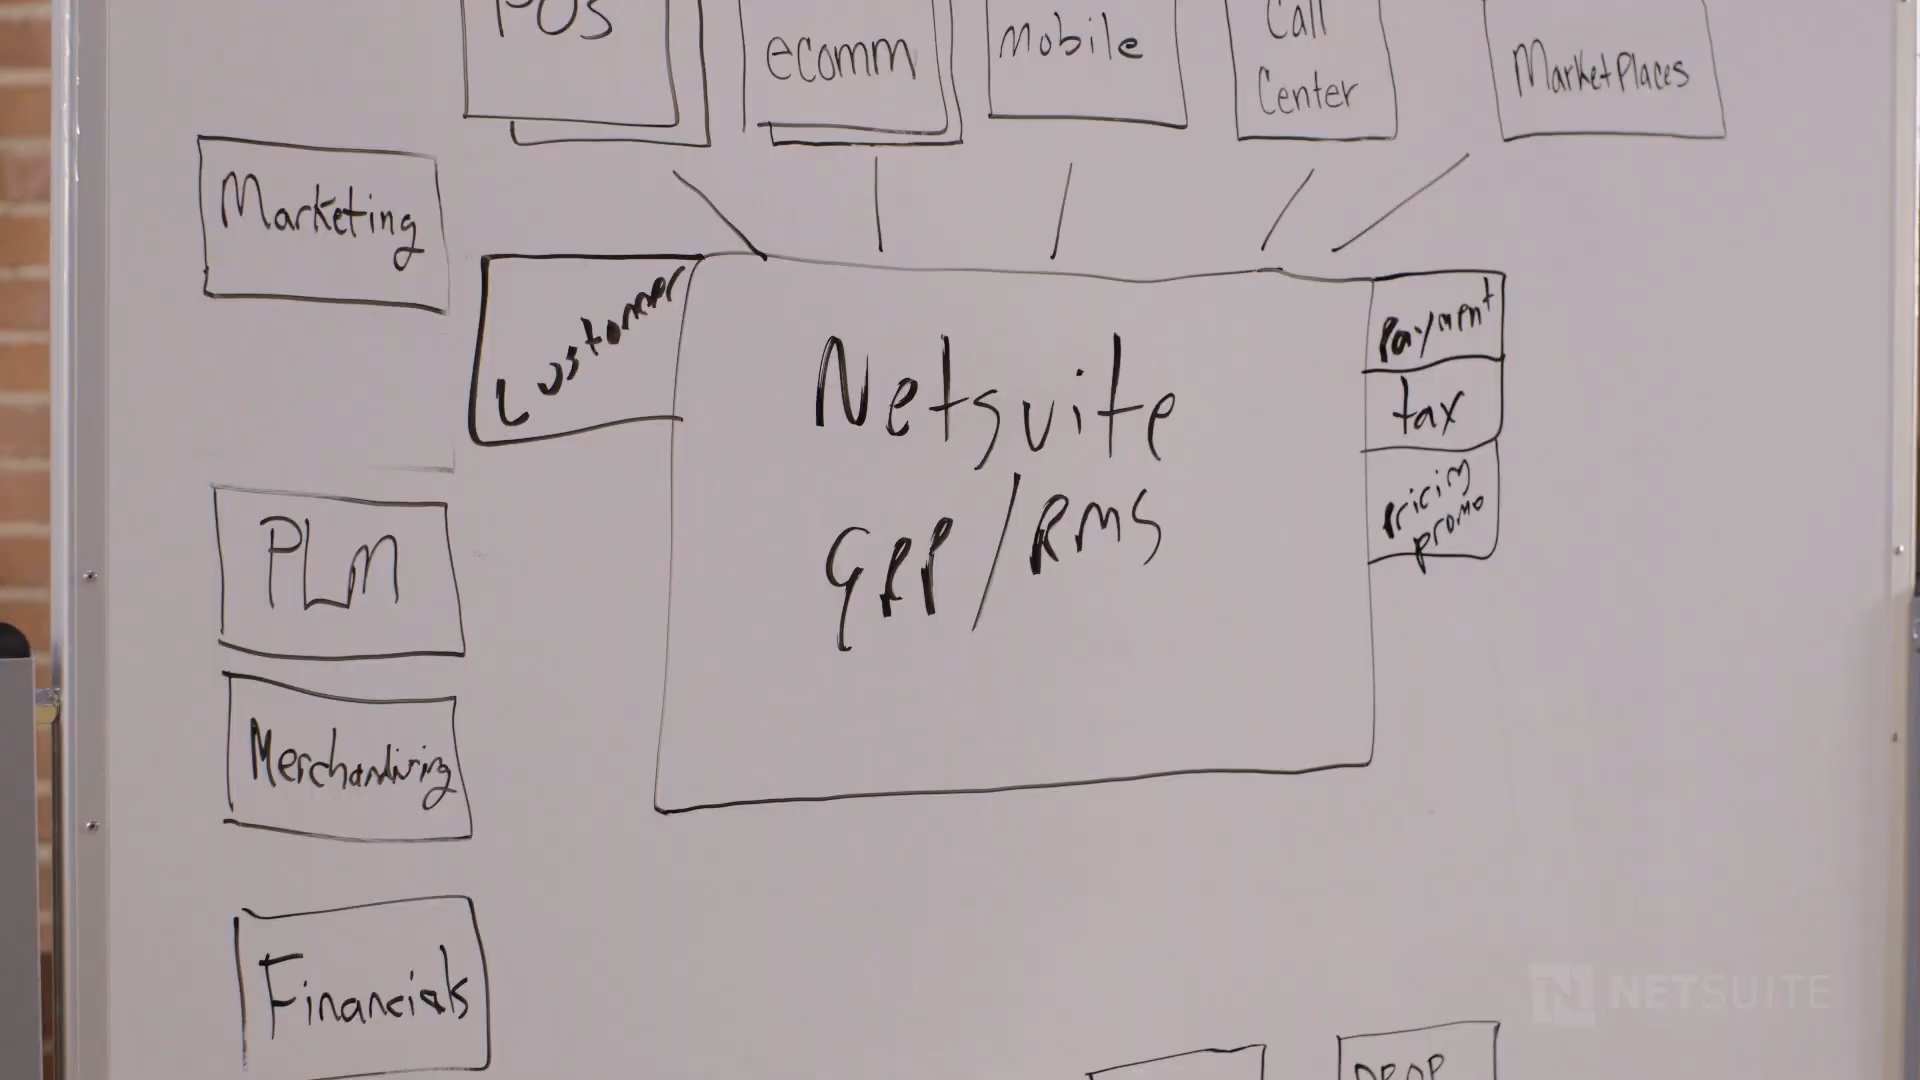 POS
ecomm
mobile
Call
Center
MarketPlaces
Marketing
Customer
Netsuite
ERP/RMS
Payment
tax
Pricing
promo
PLM
Merchandising
Financials
NETSUITE
DROP